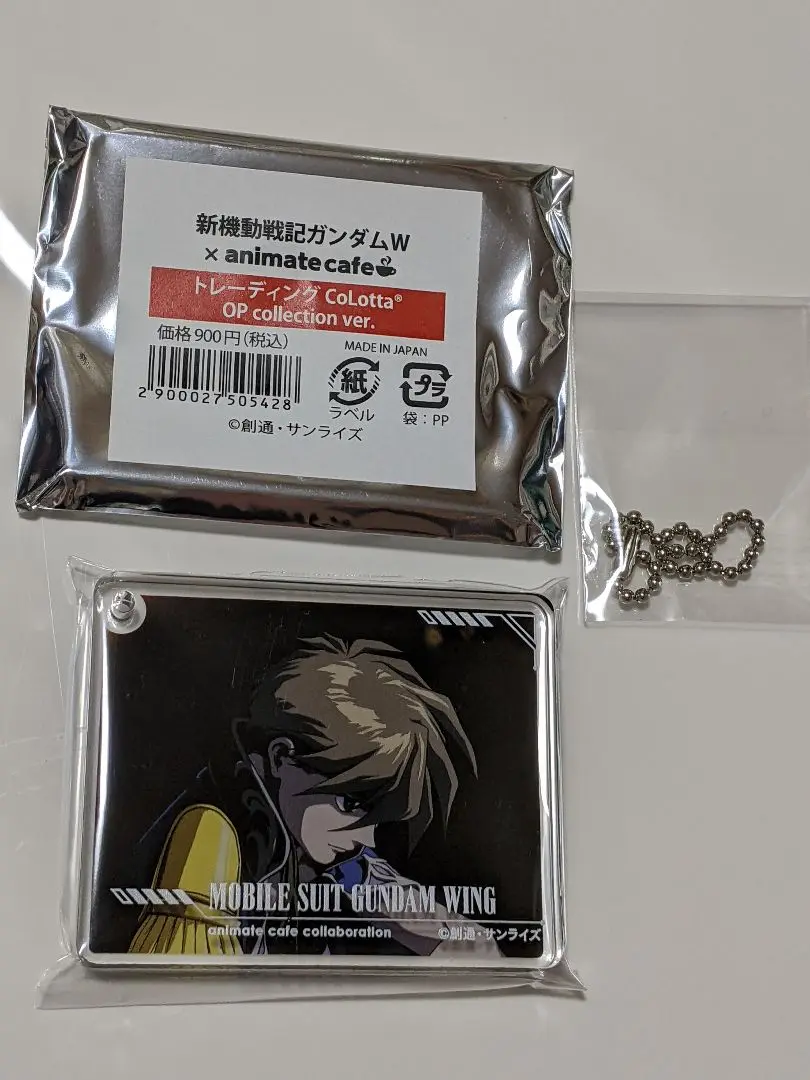 新機動戦記ガンダムW
× animate cafe
トレーディング CoLotta®
OP collection ver.
価格900円(税込)
MADE IN JAPAN
紙
プラ
2900027505428
ラベル
袋:PP
©創通・サンライズ
MOBILE SUIT GUNDAM WING
animate cafe collaboration
©創通・サンライズ